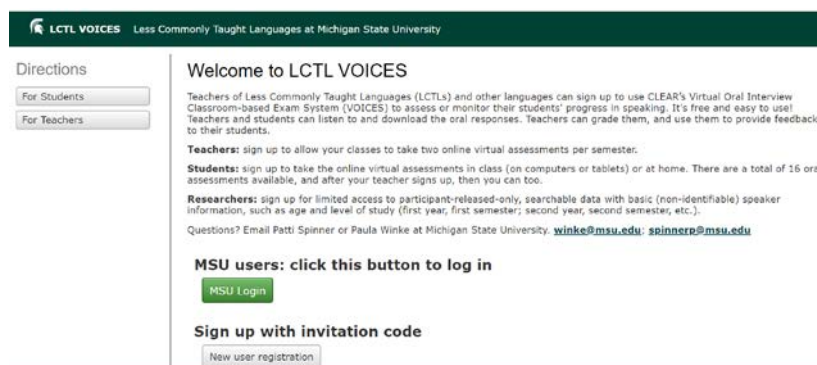 LCTL VOICES Less Commonly Taught Languages at Michigan State University
Directions
For Students
For Teachers
Welcome to LCTL VOICES
Teachers of Less Commonly Taught Languages (LCTLs) and other languages can sign up to use CLEAR's Virtual Oral Interview
Classroom-based Exam System (VOICES) to assess or monitor their students' progress in speaking. It's free and easy to use!
Teachers and students can listen to and download the oral responses. Teachers can grade them, and use them to provide feedback
to their students.
Teachers: sign up to allow your classes to take two online virtual assessments per semester.
Students: sign up to take the online virtual assessments in class (on computers or tablets) or at home. There are a total of 16 ora
assessments available, and after your teacher signs up, then you can too.
Researchers: sign up for limited access to participant-released-only, searchable data with basic (non-identifiable) speaker
information, such as age and level of study (first year, first semester; second year, second semester, etc.).
Questions? Email Patti Spinner or Paula Winke at Michigan State University. winke@msu.edu; spinnerp@msu.edu
MSU users: click this button to log in
MSU Login
Sign up with invitation code
New user registration